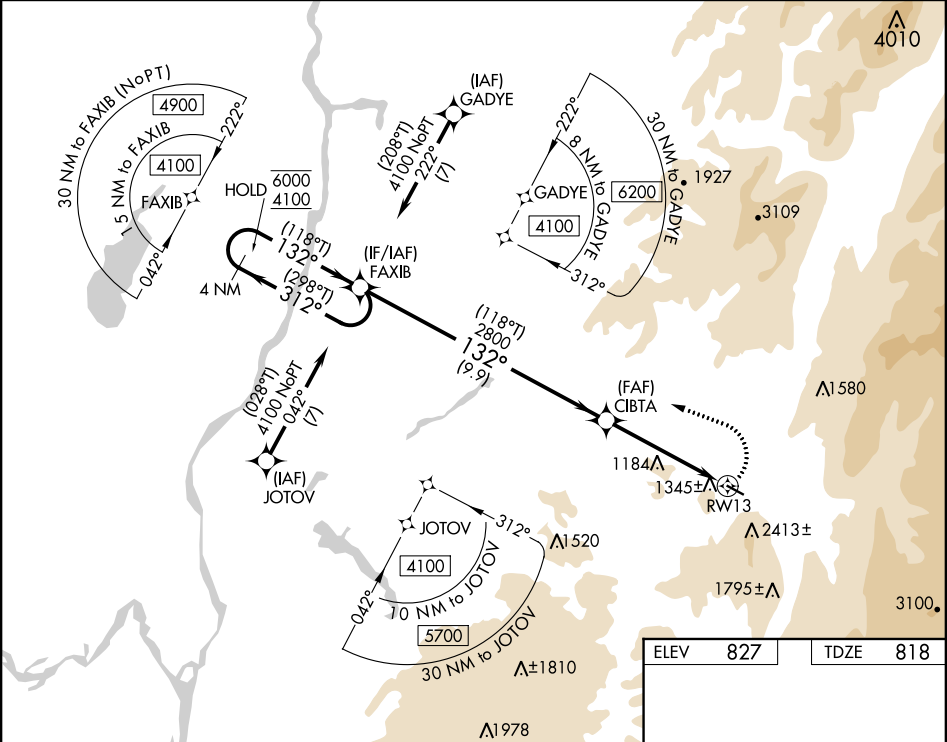 4010
30 NM to FAXIB (NoPT)
4900
222°
15 NM to FAXIB
4100
FAXIB
042°
HOLD
6000
4100
(IAF)
GADYE
(208°T)
4100 NoPT
222°
(7)
222°
30 NM to GADYE
8 NM to GADYE
6200
GADYE
4100
312°
1927
3109
(118°T)
132°
(298°T)
312°
4 NM
(IF/IAF)
FAXIB
(118°T)
2800
132°
(9.9)
(028°T)
4100 NoPT
042°
(7)
(IAF)
JOTOV
(FAF)
CIBTA
1580
1184
1345±
RW13
2413±
1795±
3100
312°
JOTOV
4100
042°
10 NM to JOTOV
5700
30 NM to JOTOV
1520
±1810
1978
ELEV 827
TDZE 818